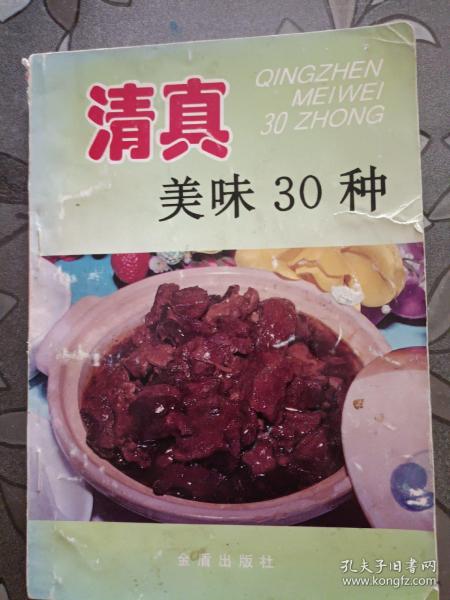 清真
QINGZHEN
MEIWEI
30 ZHONG
美味 30 种
金盾出版社
孔夫子旧书网
www.kongfz.com